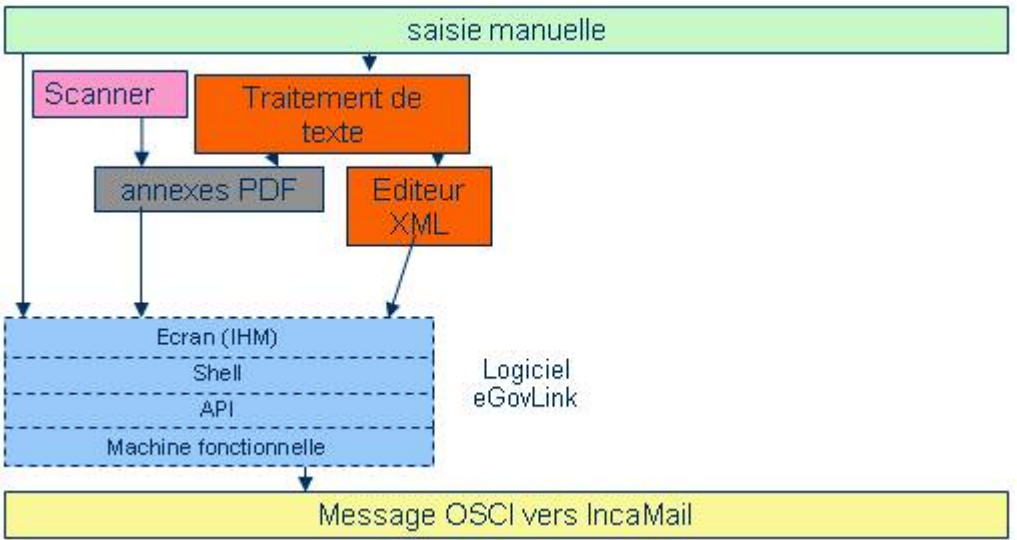 saisie manuelle
Scanner
Traitement de
texte
annexes PDF
Editeur
XML
Ecran (IHM)
Shell
API
Machine fonctionnelle
Logiciel
eGovLink
Message OSCI vers IncaMail